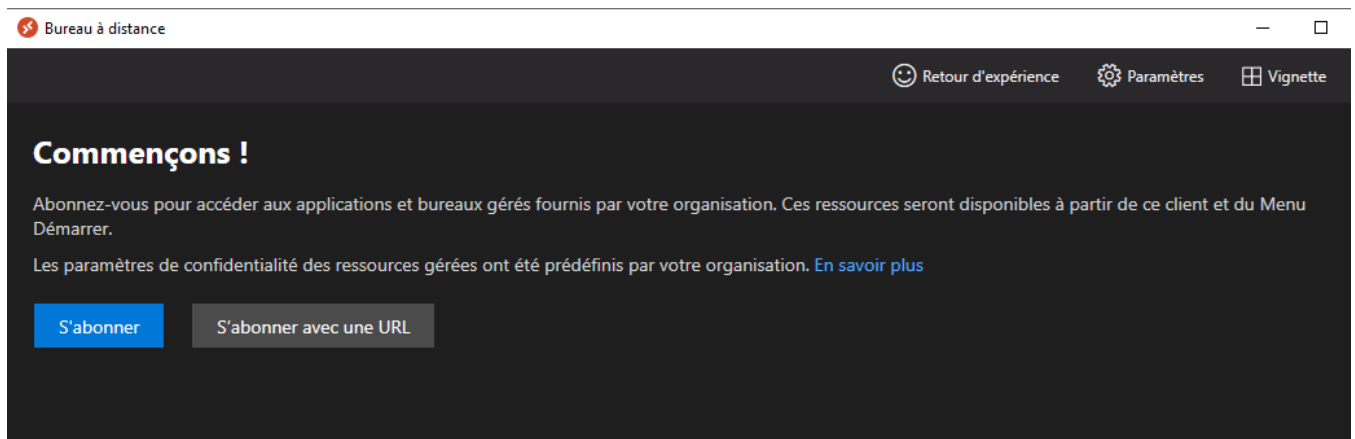 Bureau à distance
Retour d'expérience Paramètres Vignette
Commençons !
Abonnez-vous pour accéder aux applications et bureaux gérés fournis par votre organisation. Ces ressources seront disponibles à partir de ce client et du Menu
Démarrer.
Les paramètres de confidentialité des ressources gérées ont été prédéfinis par votre organisation. En savoir plus
S'abonner S’abonner avec une URL